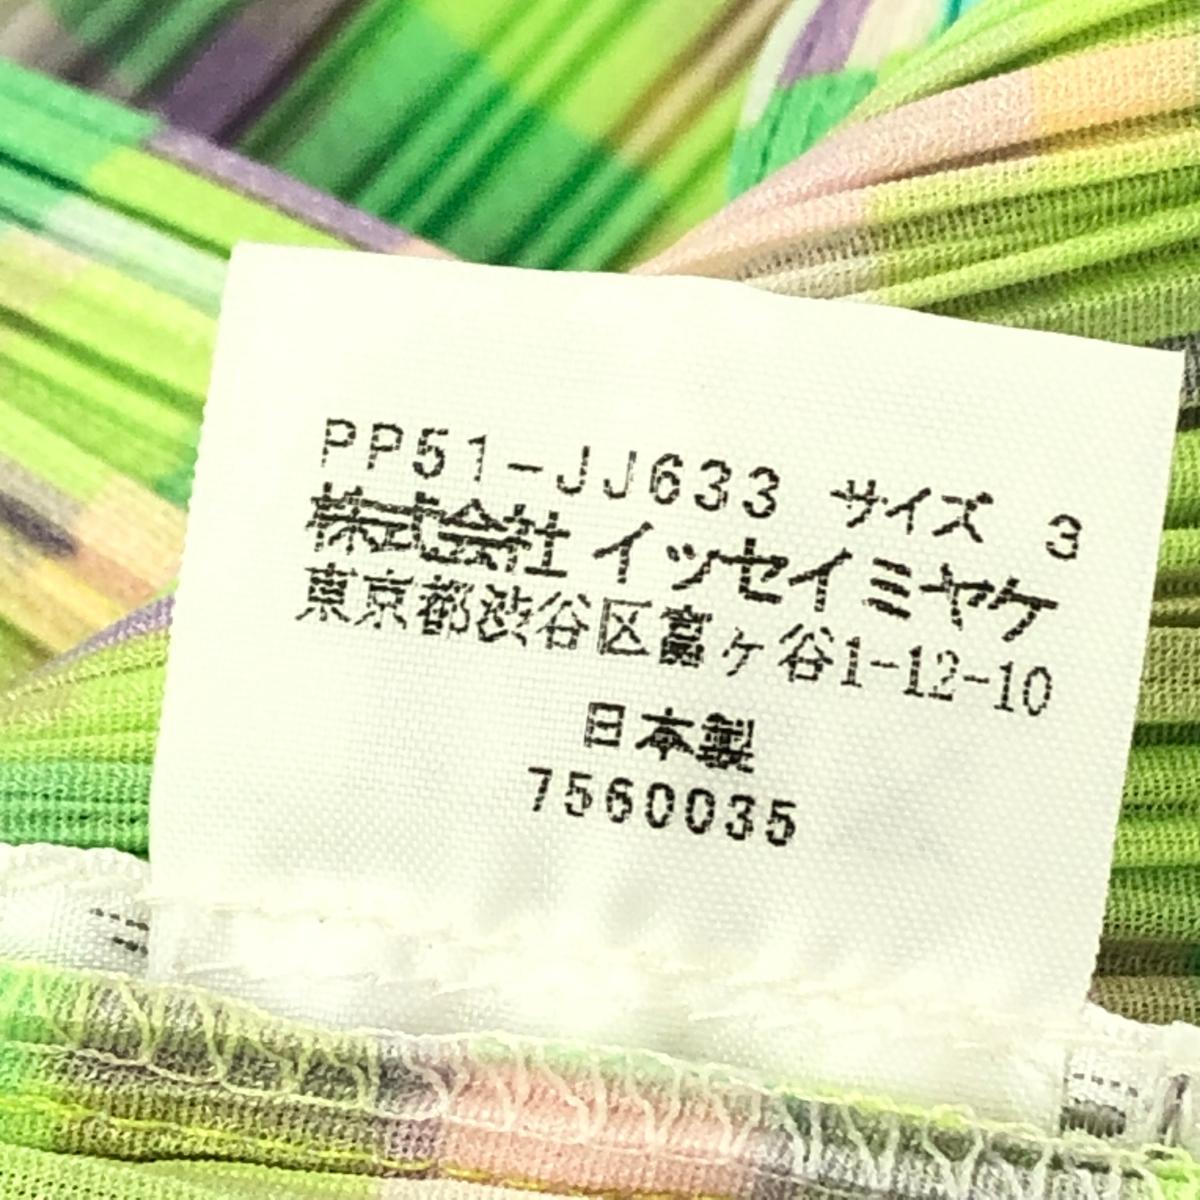 PP51-JJ633 サイズ 3
株式会社 イッセイミヤケ
東京都渋谷区富ヶ谷1-12-10
日本製
7560035